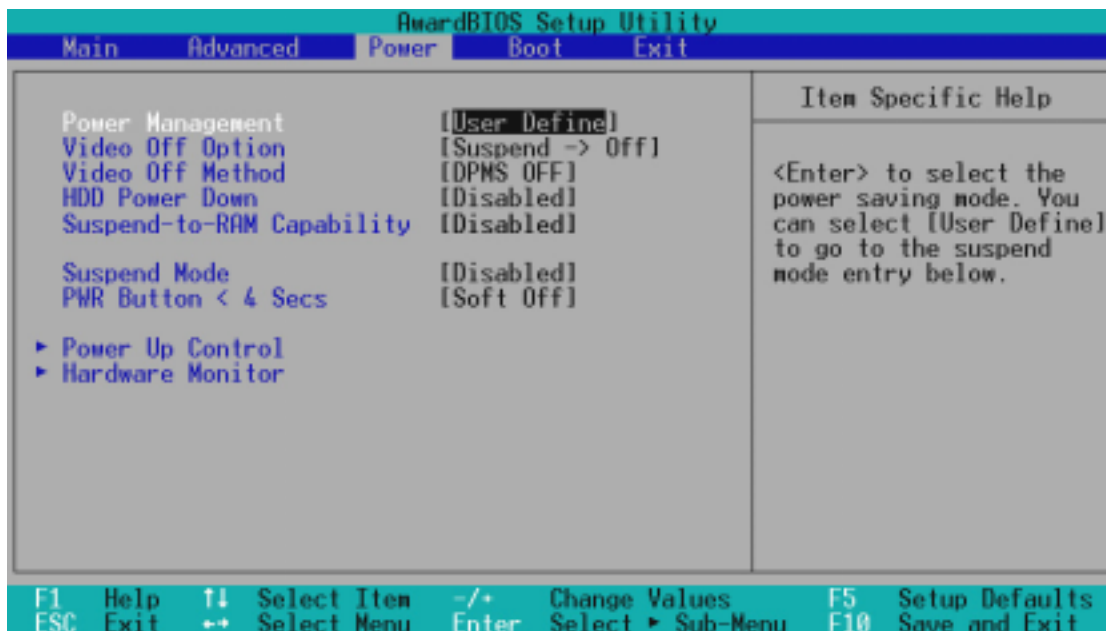 AwardBIOS Setup Utility
Main Advanced Power Boot Exit
Power Management [User Define]
Video Off Option [Suspend -> Off]
Video Off Method [DPMS OFF]
HDD Power Down [Disabled]
Suspend-to-RAM Capability [Disabled]
Suspend Mode [Disabled]
PWR Button < 4 Secs [Soft Off]
▶ Power Up Control
▶ Hardware Monitor
Item Specific Help
<Enter> to select the
power saving mode. You
can select [User Define]
to go to the suspend
mode entry below.
F1 Help ↑↓ Select Item -/+ Change Values F5 Setup Defaults
ESC Exit ←→ Select Menu Enter Select ▶ Sub-Menu F10 Save and Exit